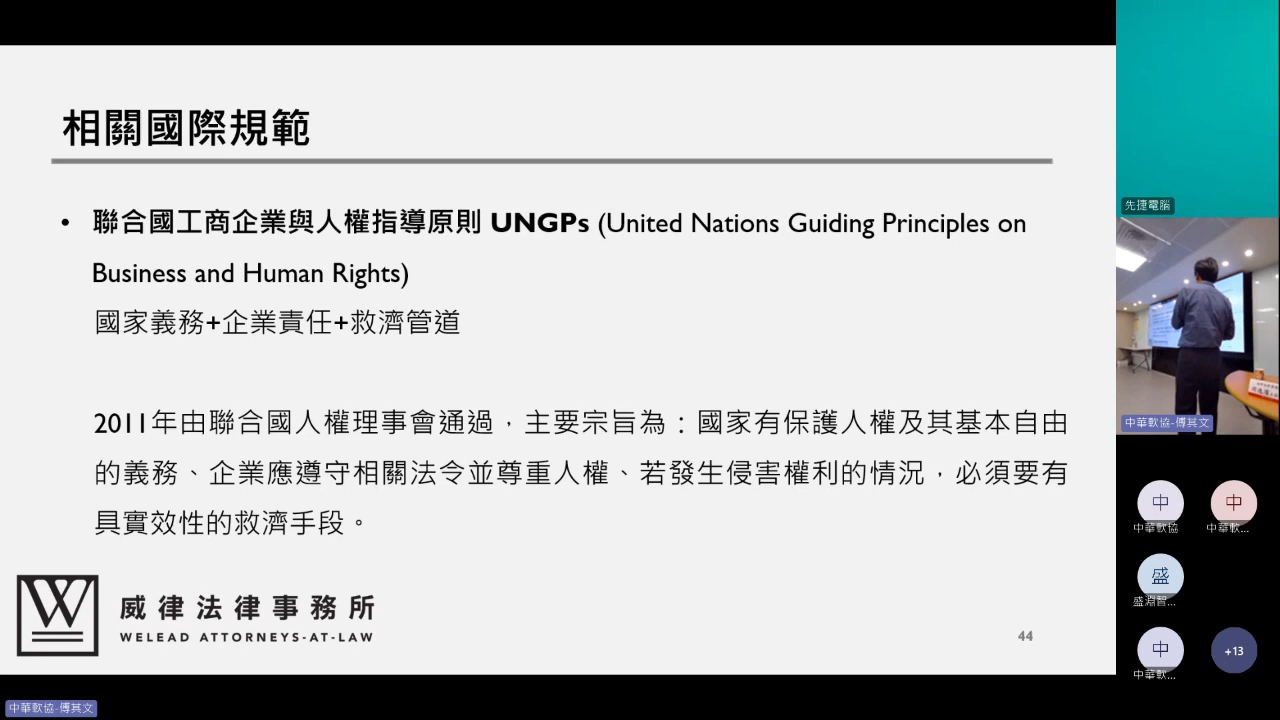 相關國際規範
• 聯合國工商企業與人權指導原則 UNGPs (United Nations Guiding Principles on
Business and Human Rights)
國家義務+企業責任+救濟管道
2011年由聯合國人權理事會通過，主要宗旨為：國家有保護人權及其基本自由
的義務、企業應遵守相關法令並尊重人權、若發生侵害權利的情況，必須要有
具實效性的救濟手段。
W
威律法律事務所
WELEAD ATTORNEYS-AT-LAW
44
中華軟協-傅其文
先捷電腦
中華軟協-傅其文
中
中華軟協
中
中華軟...
盛
盛淵智...
中
中華軟...
+13